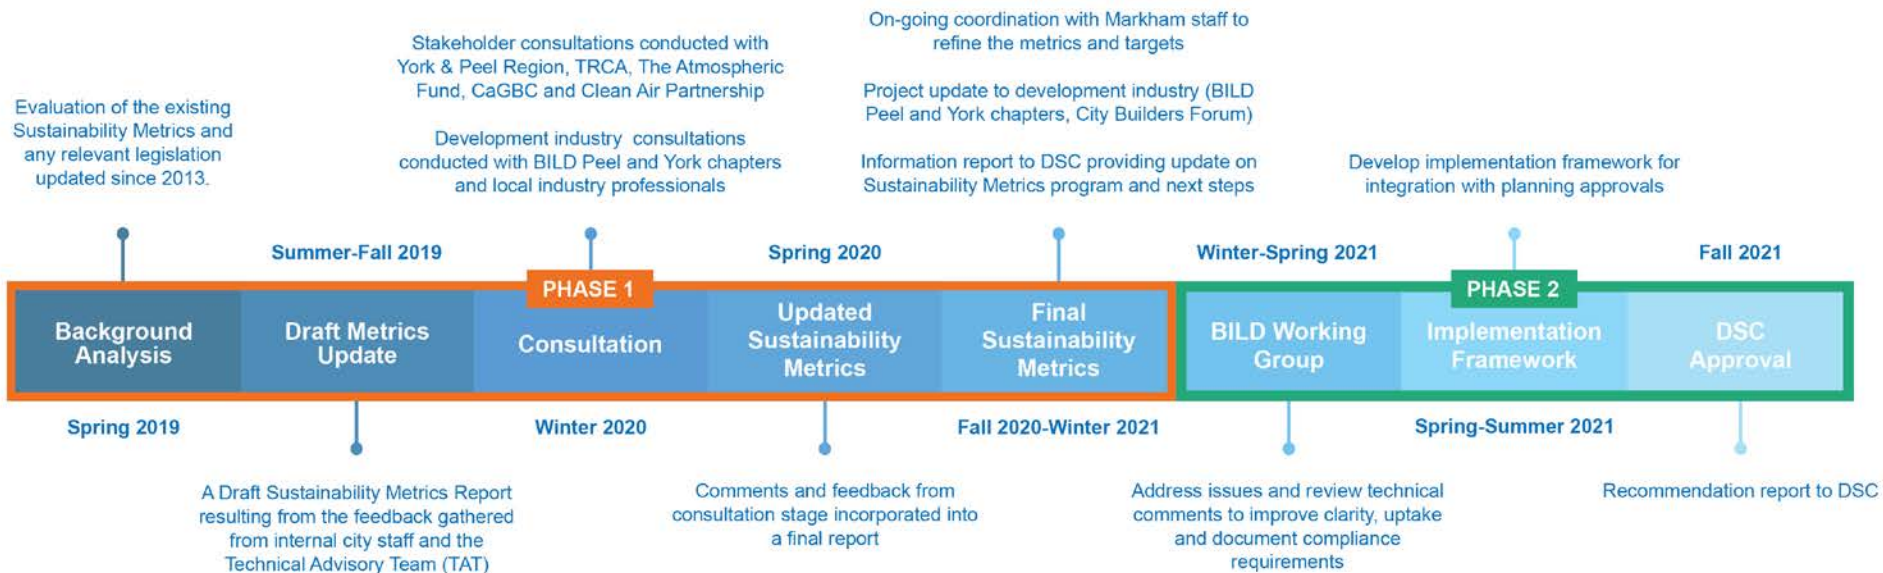 Evaluation of the existing
Sustainability Metrics and
any relevant legislation
updated since 2013.
Stakeholder consultations conducted with
York & Peel Region, TRCA, The Atmospheric
Fund, CaGBC and Clean Air Partnership
Development industry consultations
conducted with BILD Peel and York chapters
and local industry professionals
On-going coordination with Markham staff to
refine the metrics and targets
Project update to development industry (BILD
Peel and York chapters, City Builders Forum)
Information report to DSC providing update on
Sustainability Metrics program and next steps
Develop implementation framework for
integration with planning approvals
Summer-Fall 2019
Spring 2020
Winter-Spring 2021
Fall 2021
PHASE 1
PHASE 2
Background
Analysis
Draft Metrics
Update
Consultation
Updated
Sustainability
Metrics
Final
Sustainability
Metrics
BILD Working
Group
Implementation
Framework
DSC
Approval
Spring 2019
Winter 2020
Fall 2020-Winter 2021
Spring-Summer 2021
A Draft Sustainability Metrics Report
resulting from the feedback gathered
from internal city staff and the
Technical Advisory Team (TAT)
Comments and feedback from
consultation stage incorporated into
a final report
Address issues and review technical
comments to improve clarity, uptake
and document compliance
requirements
Recommendation report to DSC